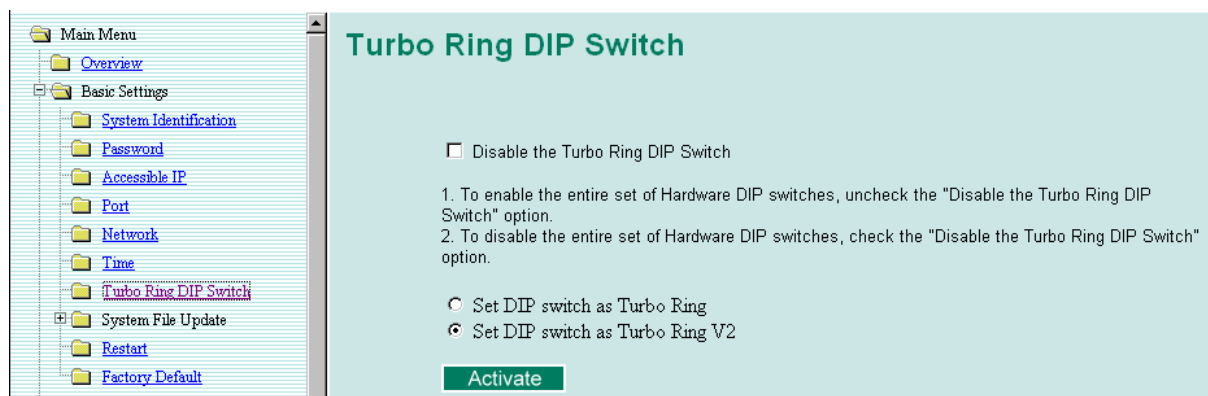 Main Menu
Overview
Basic Settings
System Identification
Password
Accessible IP
Port
Network
Time
Turbo Ring DIP Switch
System File Update
Restart
Factory Default
Turbo Ring DIP Switch
Disable the Turbo Ring DIP Switch
1. To enable the entire set of Hardware DIP switches, uncheck the "Disable the Turbo Ring DIP
Switch" option.
2. To disable the entire set of Hardware DIP switches, check the "Disable the Turbo Ring DIP Switch"
option.
Set DIP switch as Turbo Ring
Set DIP switch as Turbo Ring V2
Activate